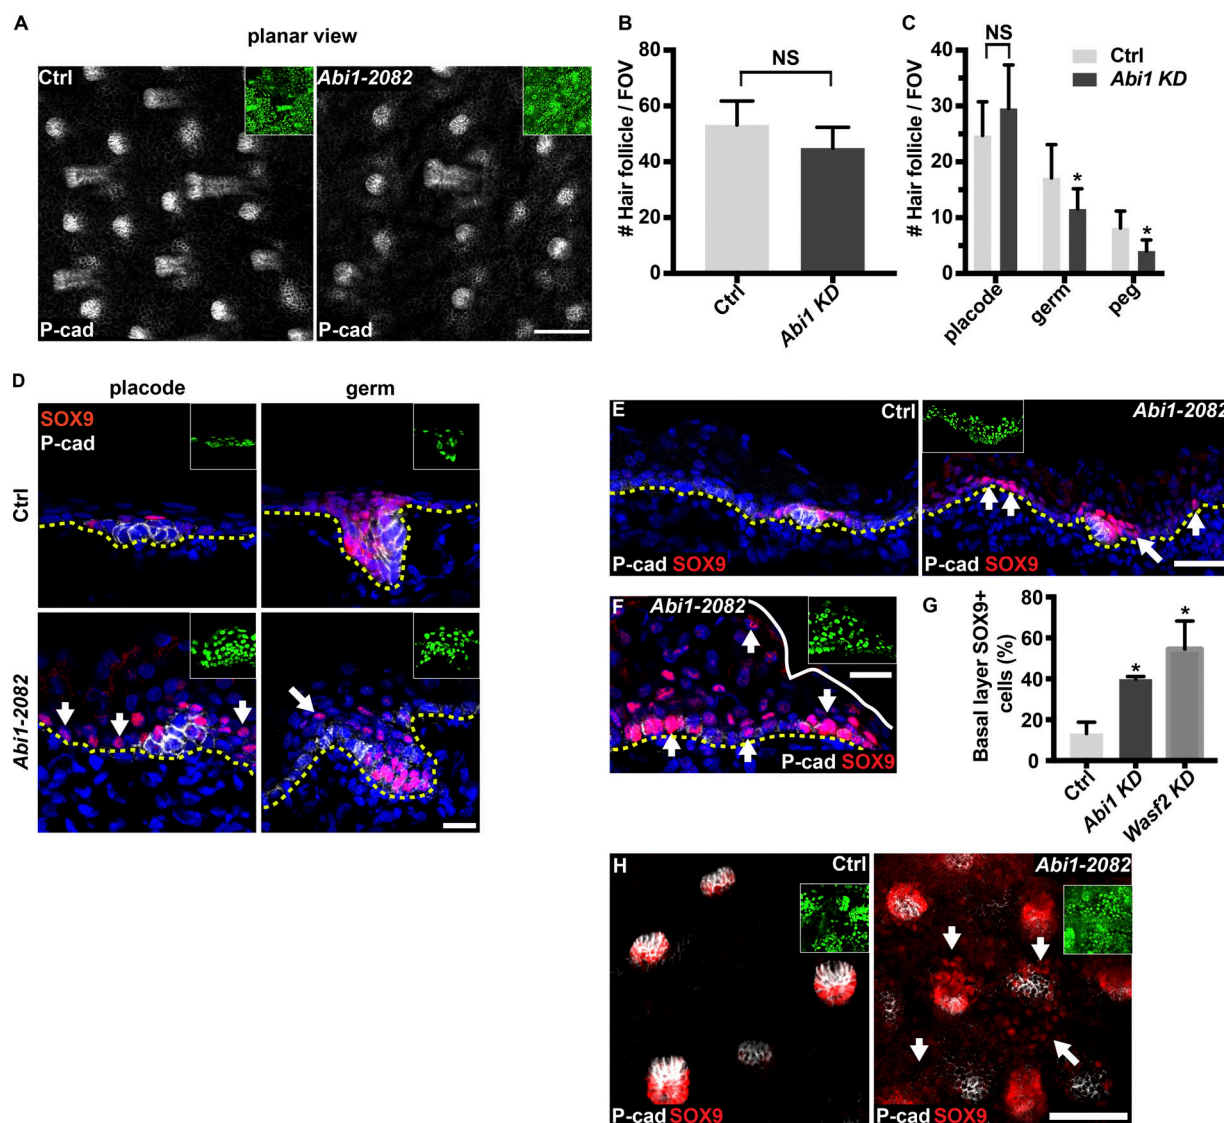 A
planar view
Ctrl
Abi1-2082
P-cad
P-cad
B
# Hair follicle / FOV
80
60
40
20
0
NS
Ctrl
Abi1 KD
C
# Hair follicle / FOV
40
30
20
10
0
NS
*
*
placode
germ
peg
Ctrl
Abi1 KD
D
placode
germ
SOX9
P-cad
Ctrl
Abi1-2082
E
Ctrl
P-cad SOX9
Abi1-2082
P-cad SOX9
F
Abi1-2082
P-cad SOX9
G
Basal layer SOX9+
cells (%)
80
60
40
20
0
*
*
Ctrl
Abi1 KD
Wasf2 KD
H
Ctrl
P-cad SOX9
Abi1-2082
P-cad SOX9